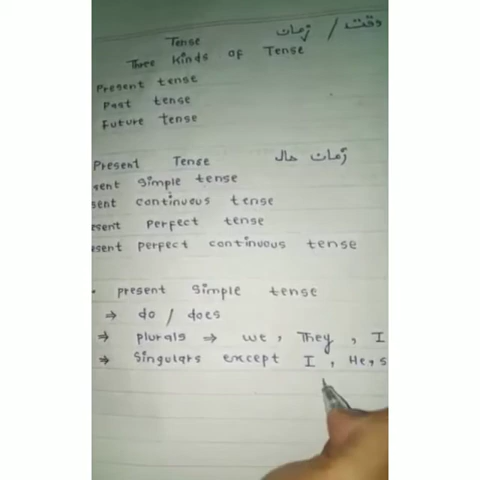 Tense زمان / وقت
Three Kinds of Tense
Present tense
Past tense
Future tense
Present Tense زمان حال
sent Simple tense
sent continuous tense
esent perfect tense
esent perfect continuous tense
• present simple tense
⇒ do / does
⇒ plurals ⇒ we, They, I
⇒ Singulars except I, He, s